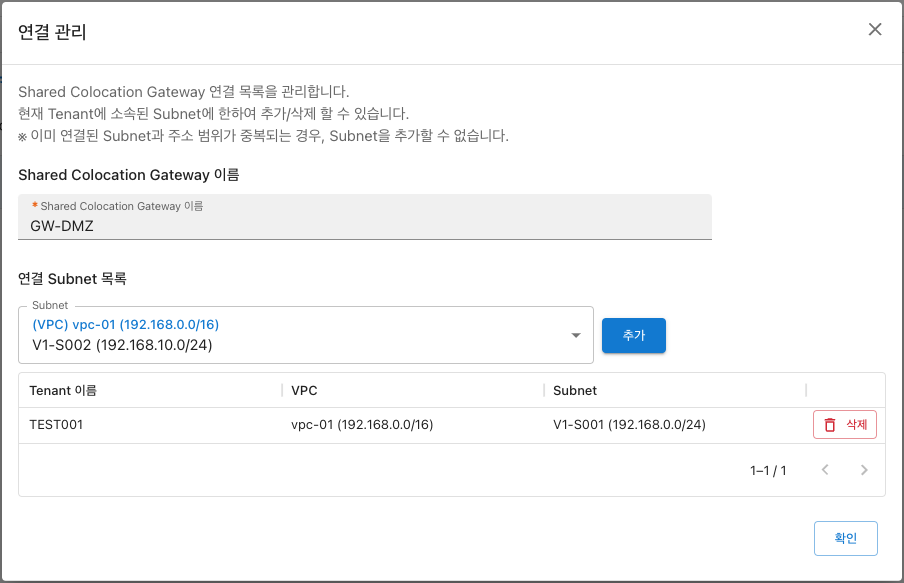 연결 관리
Shared Colocation Gateway 연결 목록을 관리합니다.
현재 Tenant에 소속된 Subnet에 한하여 추가/삭제 할 수 있습니다.
※ 이미 연결된 Subnet과 주소 범위가 중복되는 경우, Subnet을 추가할 수 없습니다.
Shared Colocation Gateway 이름
* Shared Colocation Gateway 이름
GW-DMZ
연결 Subnet 목록
Subnet
(VPC) vpc-01 (192.168.0.0/16)
V1-S002 (192.168.10.0/24)
추가
Tenant 이름 VPC Subnet
TEST001 vpc-01 (192.168.0.0/16) V1-S001 (192.168.0.0/24) 삭제
1–1 / 1
확인